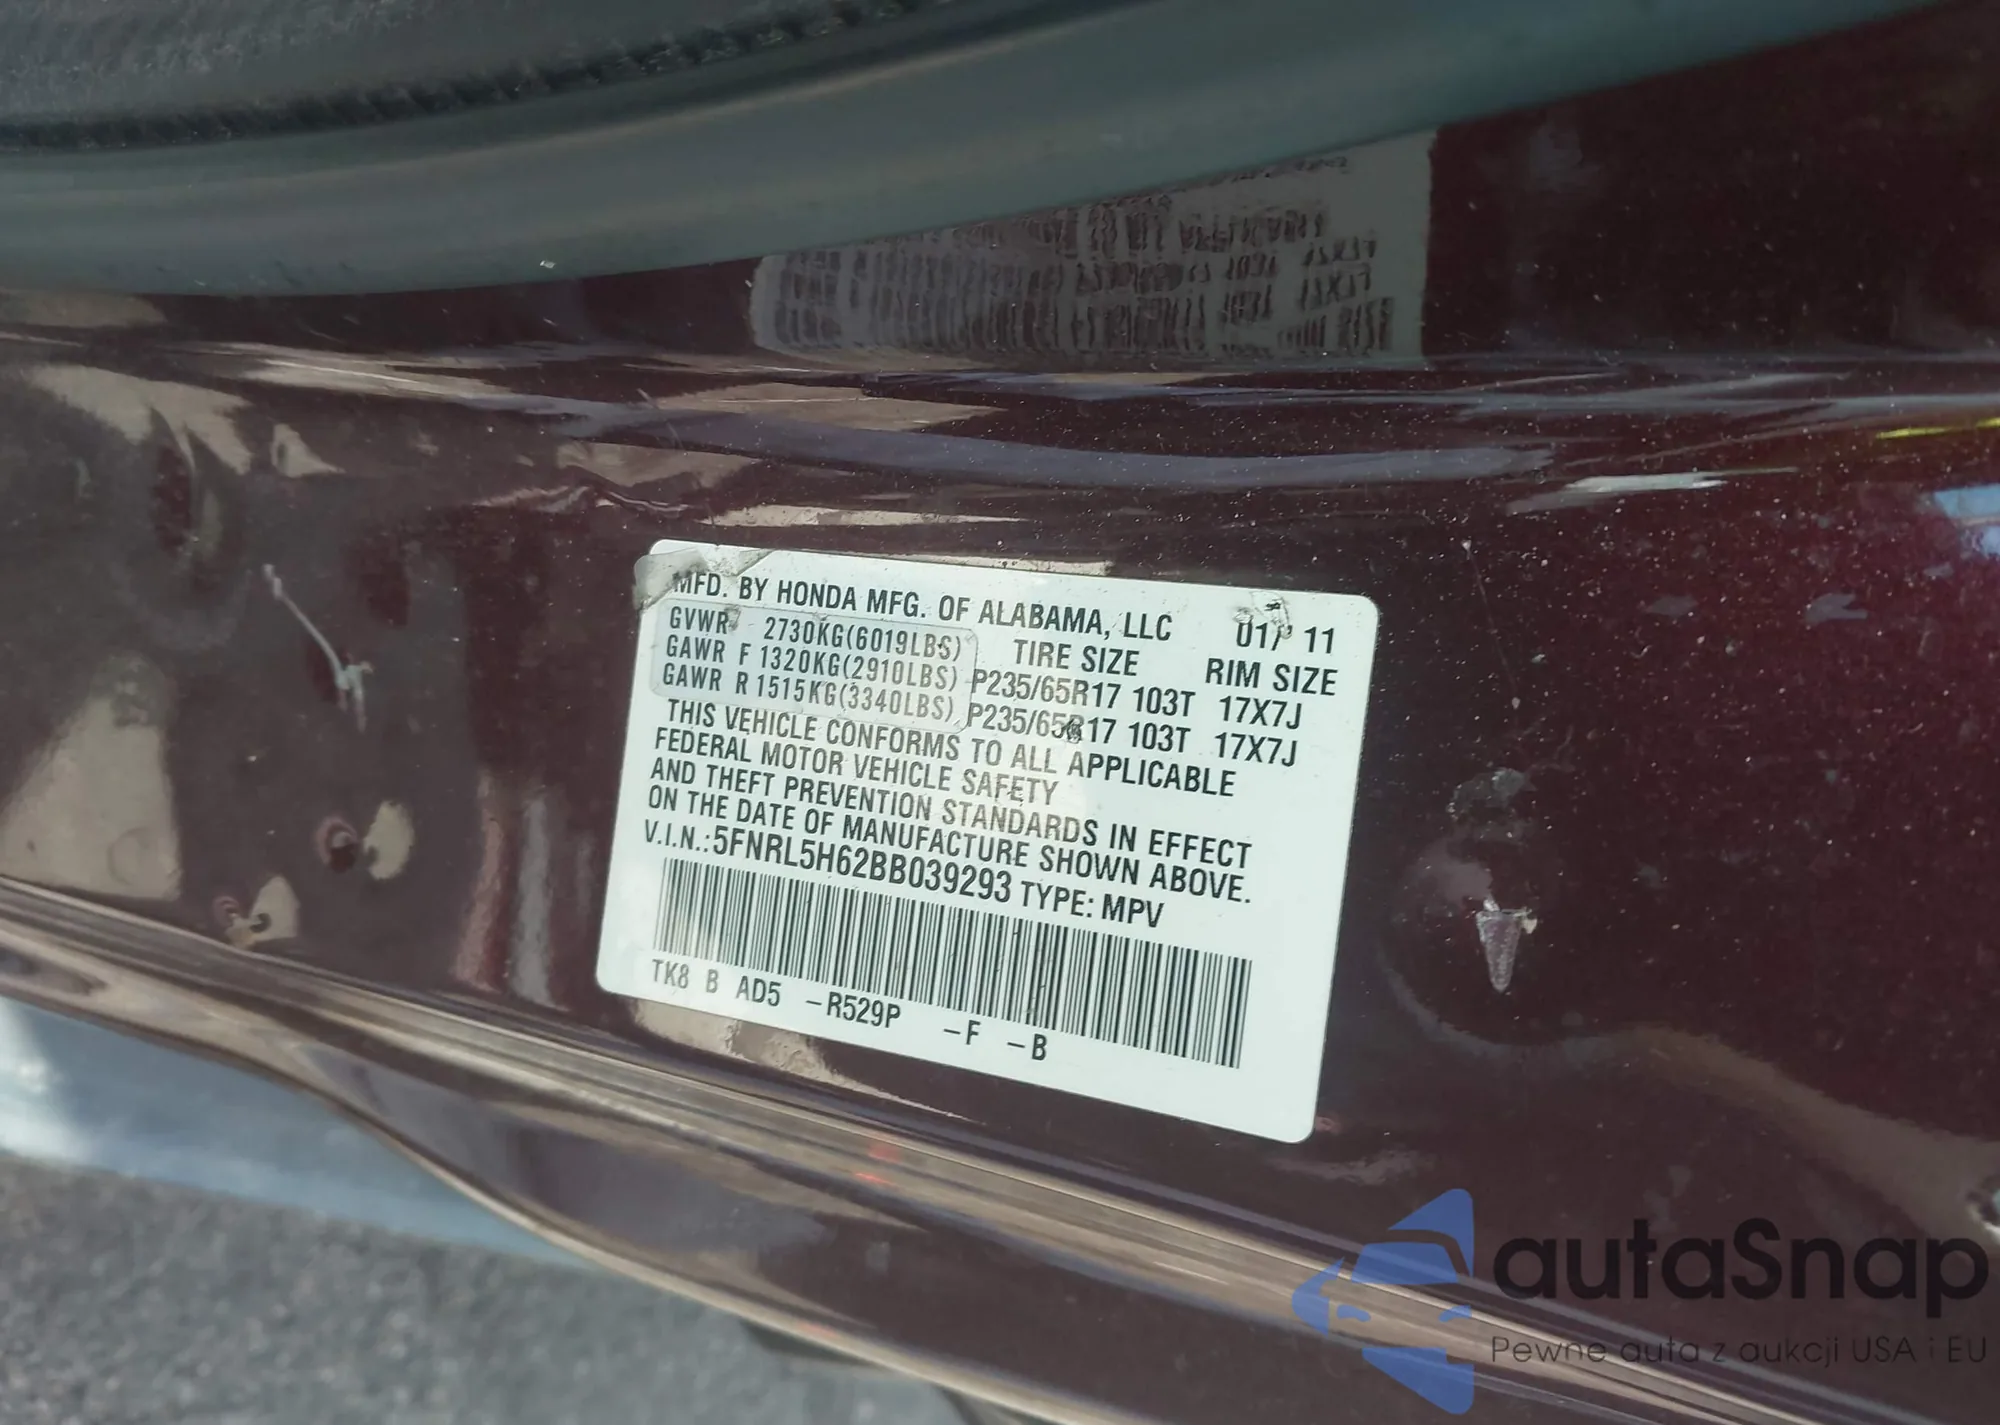 MFD. BY HONDA MFG. OF ALABAMA, LLC 01/ 11
GVWR 2730KG(6019LBS) TIRE SIZE RIM SIZE
GAWR F 1320KG(2910LBS) P235/65R17 103T 17X7J
GAWR R 1515KG(3340LBS) P235/65R17 103T 17X7J
THIS VEHICLE CONFORMS TO ALL APPLICABLE
FEDERAL MOTOR VEHICLE SAFETY
AND THEFT PREVENTION STANDARDS IN EFFECT
ON THE DATE OF MANUFACTURE SHOWN ABOVE.
V.I.N.:5FNRL5H62BB039293 TYPE: MPV
TK8 B AD5 -R529P -F -B
autaSnap
Pewne auta z aukcji USA i EU